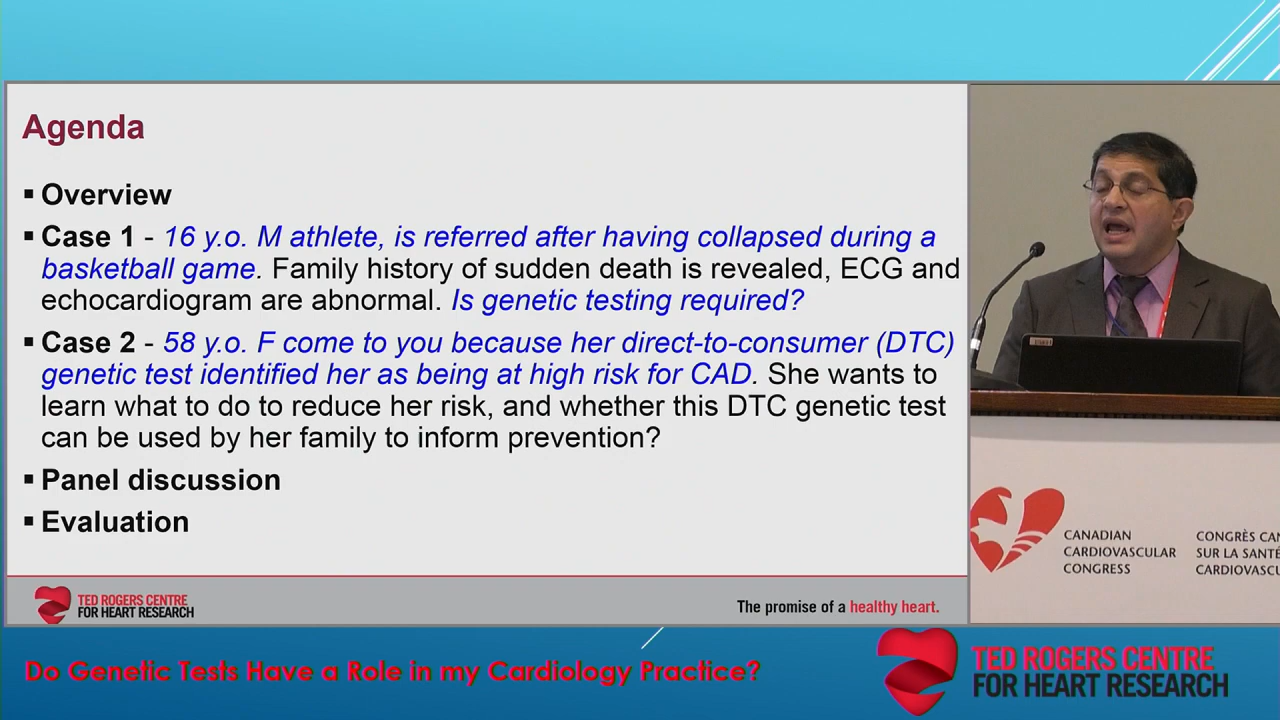 Agenda
▪ Overview
▪ Case 1 - 16 y.o. M athlete, is referred after having collapsed during a
basketball game. Family history of sudden death is revealed, ECG and
echocardiogram are abnormal. Is genetic testing required?
▪ Case 2 - 58 y.o. F come to you because her direct-to-consumer (DTC)
genetic test identified her as being at high risk for CAD. She wants to
learn what to do to reduce her risk, and whether this DTC genetic test
can be used by her family to inform prevention?
▪ Panel discussion
▪ Evaluation
TED ROGERS CENTRE
FOR HEART RESEARCH
The promise of a healthy heart.
CANADIAN
CARDIOVASCULAR
CONGRESS
CONGRÈS CAN
SUR LA SANTÉ
CARDIOVASCU
Do Genetic Tests Have a Role in my Cardiology Practice?
TED ROGERS CENTRE
FOR HEART RESEARCH